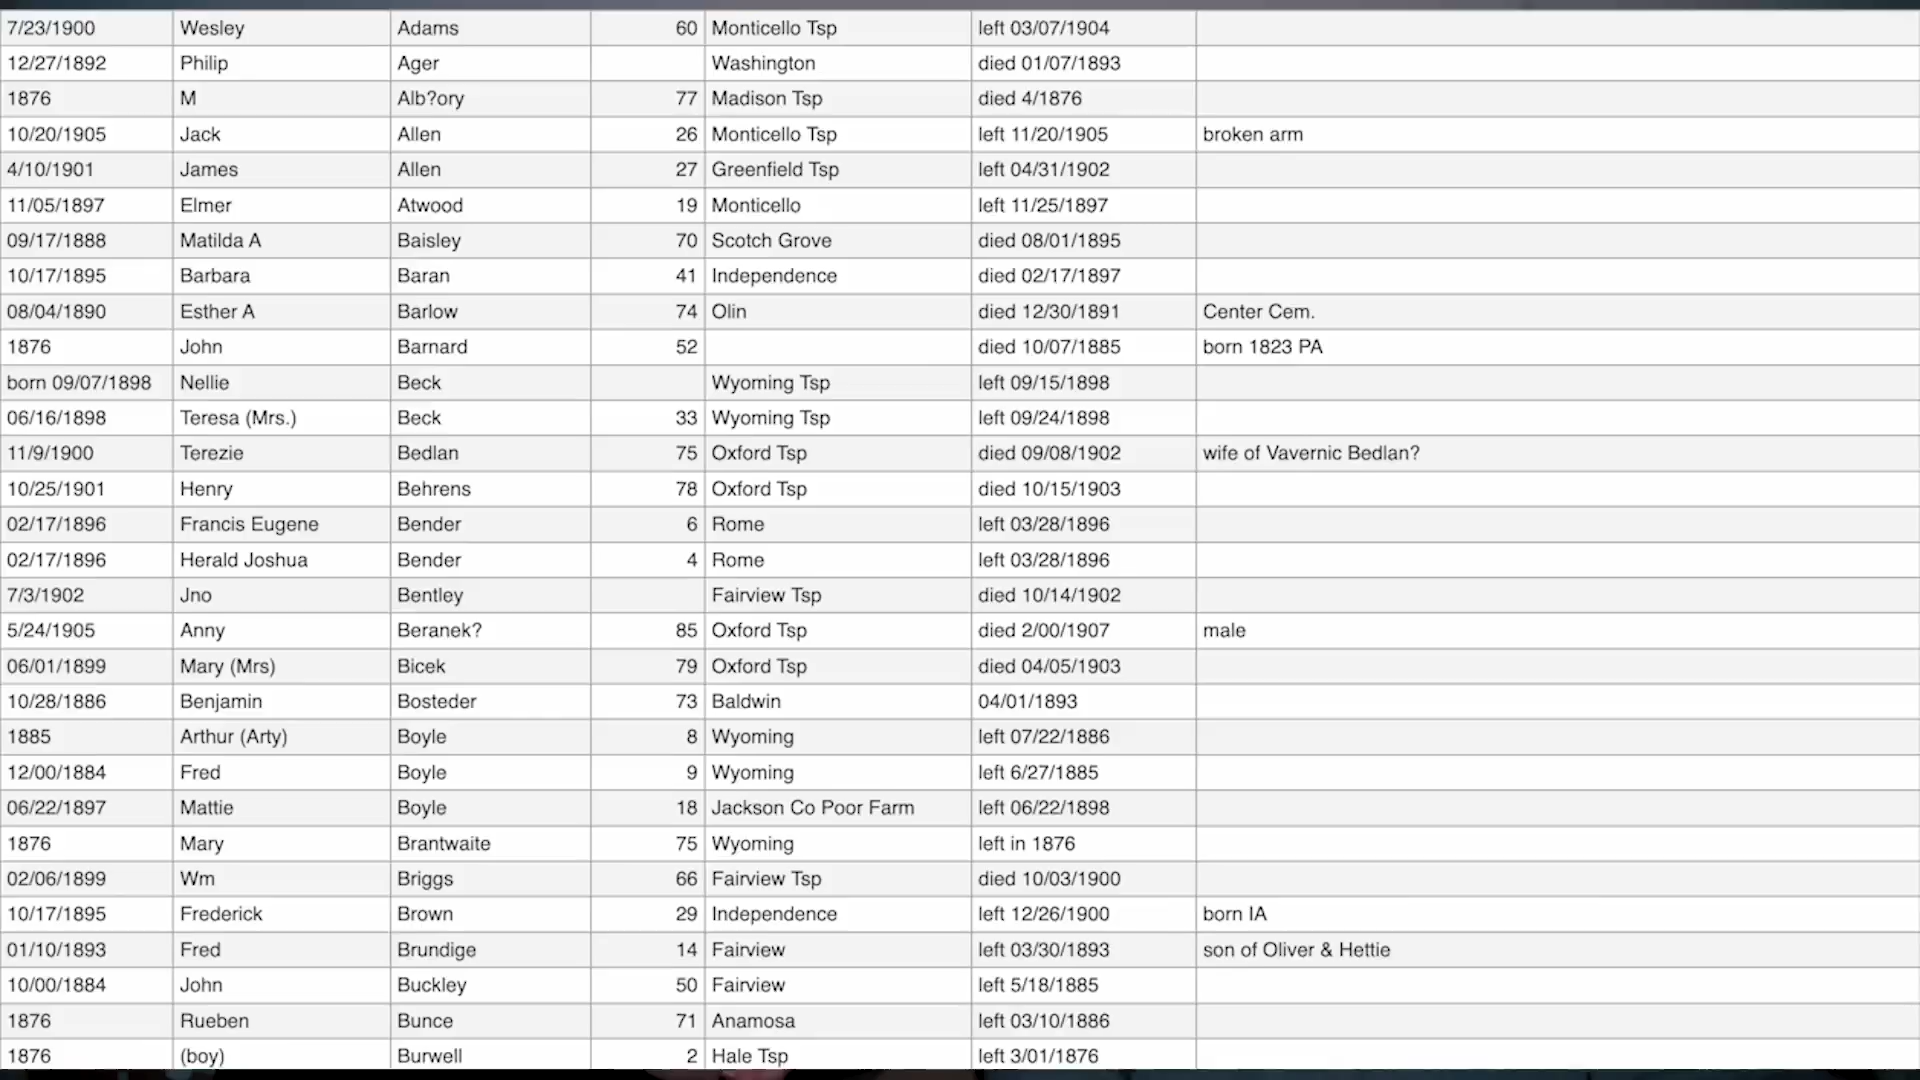 7/23/1900 Wesley Adams 60 Monticello Tsp left 03/07/1904
12/27/1892 Philip Ager Washington died 01/07/1893
1876 M Alb?ory 77 Madison Tsp died 4/1876
10/20/1905 Jack Allen 26 Monticello Tsp left 11/20/1905 broken arm
4/10/1901 James Allen 27 Greenfield Tsp left 04/31/1902
11/05/1897 Elmer Atwood 19 Monticello left 11/25/1897
09/17/1888 Matilda A Baisley 70 Scotch Grove died 08/01/1895
10/17/1895 Barbara Baran 41 Independence died 02/17/1897
08/04/1890 Esther A Barlow 74 Olin died 12/30/1891 Center Cem.
1876 John Barnard 52 died 10/07/1885 born 1823 PA
born 09/07/1898 Nellie Beck Wyoming Tsp left 09/15/1898
06/16/1898 Teresa (Mrs.) Beck 33 Wyoming Tsp left 09/24/1898
11/9/1900 Terezie Bedlan 75 Oxford Tsp died 09/08/1902 wife of Vavernic Bedlan?
10/25/1901 Henry Behrens 78 Oxford Tsp died 10/15/1903
02/17/1896 Francis Eugene Bender 6 Rome left 03/28/1896
02/17/1896 Herald Joshua Bender 4 Rome left 03/28/1896
7/3/1902 Jno Bentley Fairview Tsp died 10/14/1902
5/24/1905 Anny Beranek? 85 Oxford Tsp died 2/00/1907 male
06/01/1899 Mary (Mrs) Bicek 79 Oxford Tsp died 04/05/1903
10/28/1886 Benjamin Bosteder 73 Baldwin 04/01/1893
1885 Arthur (Arty) Boyle 8 Wyoming left 07/22/1886
12/00/1884 Fred Boyle 9 Wyoming left 6/27/1885
06/22/1897 Mattie Boyle 18 Jackson Co Poor Farm left 06/22/1898
1876 Mary Brantwaite 75 Wyoming left in 1876
02/06/1899 Wm Briggs 66 Fairview Tsp died 10/03/1900
10/17/1895 Frederick Brown 29 Independence left 12/26/1900 born IA
01/10/1893 Fred Brundige 14 Fairview left 03/30/1893 son of Oliver & Hettie
10/00/1884 John Buckley 50 Fairview left 5/18/1885
1876 Rueben Bunce 71 Anamosa left 03/10/1886
1876 (boy) Burwell 2 Hale Tsp left 3/01/1876